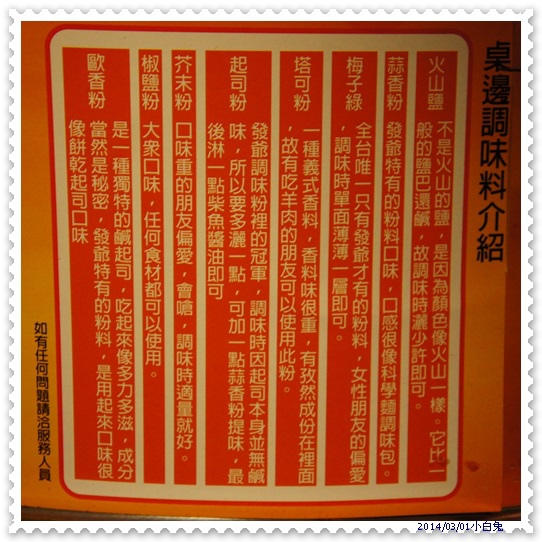 桌邊調味料介紹
火山鹽
不是火山的鹽，是因為顏色像火山一樣。它比一
般的鹽巴還鹹，故調味時灑少許即可。
蒜香粉
發爺特有的粉料口味，口感很像科學麵調味包。
梅子綠
全台唯一只有發爺才有的粉料，女性朋友的偏愛
，調味時單面薄薄一層即可。
塔可粉
一種義式香料，香料味很重，有孜然成份在裡面
，故有吃羊肉的朋友可以使用此粉。
起司粉
發爺調味粉裡的冠軍，調味時因起司本身並無鹹
味，所以要多灑一點，可加一點蒜香粉提味，最
後淋一點柴魚醬油即可
芥末粉
口味重的朋友偏愛，會嗆，調味時適量就好。
椒鹽粉
大眾口味，任何食材都可以使用。
歐香粉
是一種獨特的鹹起司，吃起來像多力多滋，成分
當然是秘密，發爺特有的粉料，是用起來口味很
像餅乾起司口味
如有任何問題請洽服務人員
2014/03/01小白兔